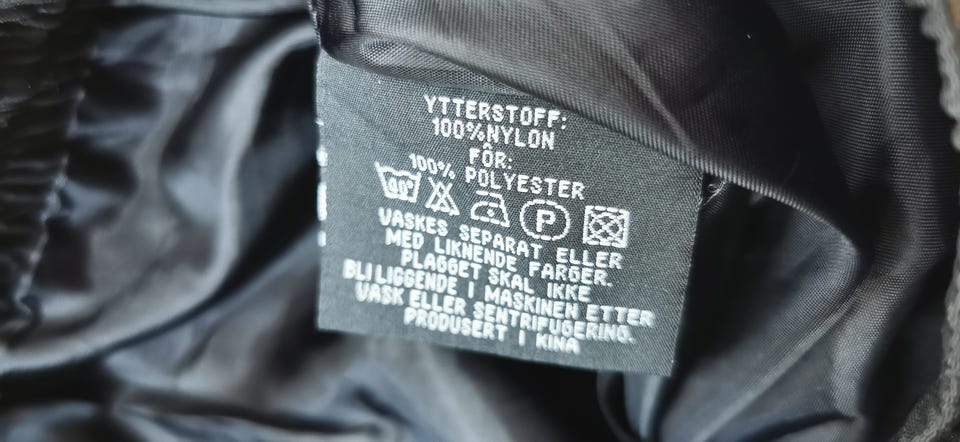 YTTERSTOFF:
100%NYLON
FÔR:
100% POLYESTER
40° P
VASKES SEPARAT ELLER
MED LIKNENDE FARGER.
PLAGGET SKAL IKKE
BLI LIGGENDE I MASKINEN ETTER
VASK ELLER SENTRIFUGERING.
PRODUSERT I KINA